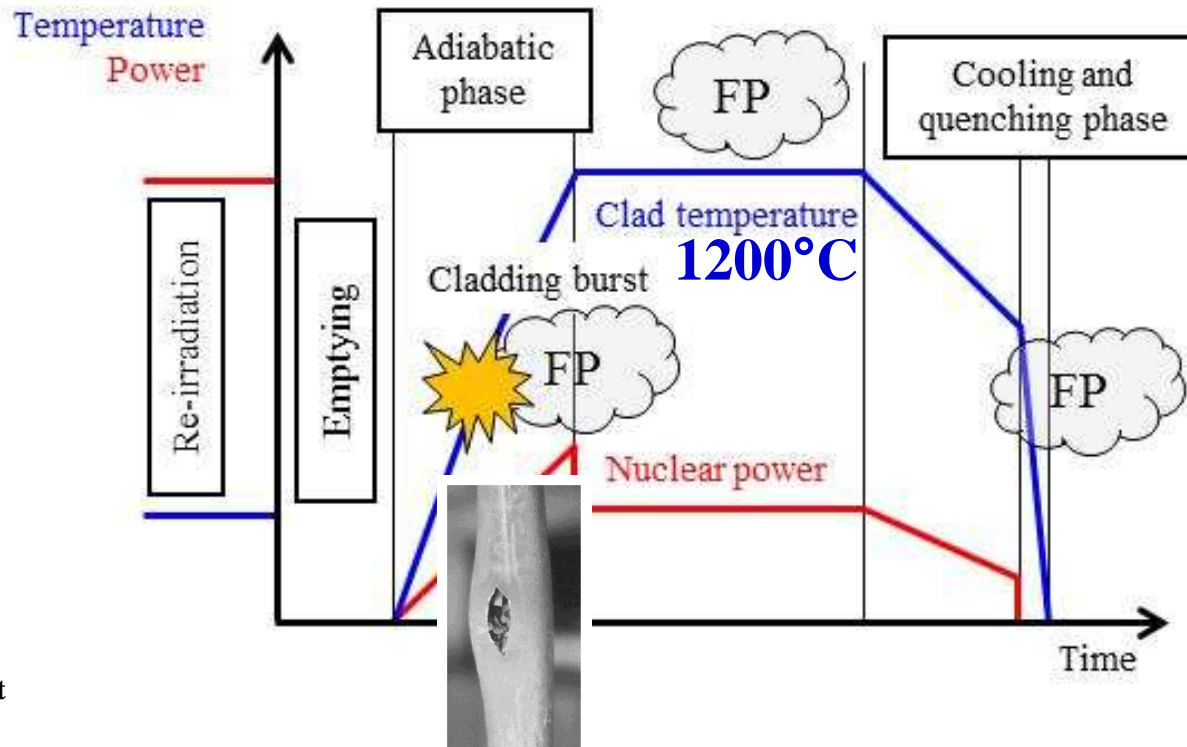 Temperature
Power
Adiabatic
phase
FP
Cooling and
quenching phase
Clad temperature
1200°C
Cladding burst
FP
FP
Re-irradiation
Emptying
Nuclear power
Time
t